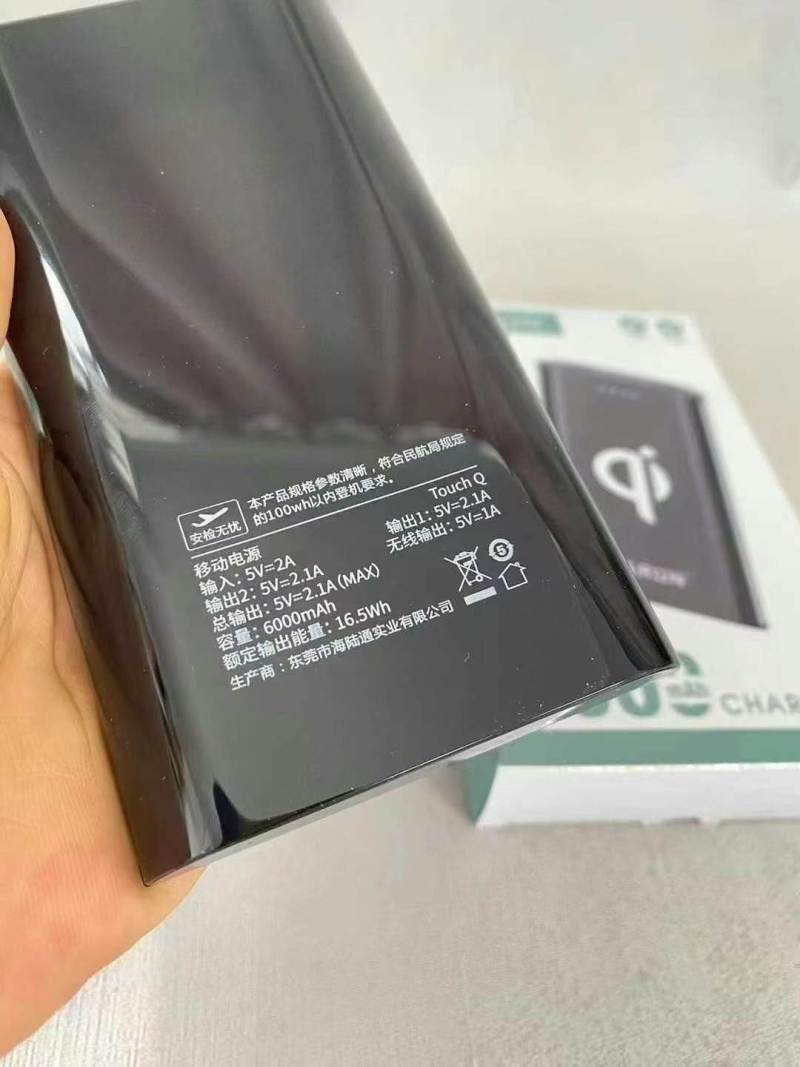 本产品规格参数清晰，符合民航局规定
的100wh以内登机要求。
安检无忧
Touch Q
移动电源
输入：5V=2A
输出1：5V=2.1A
输出2：5V=2.1A
无线输出：5V=1A
总输出：5V=2.1A(MAX)
容量：6000mAh
额定输出能量：16.5Wh
生产商：东莞市海陆通实业有限公司
5
mAh
CHAR